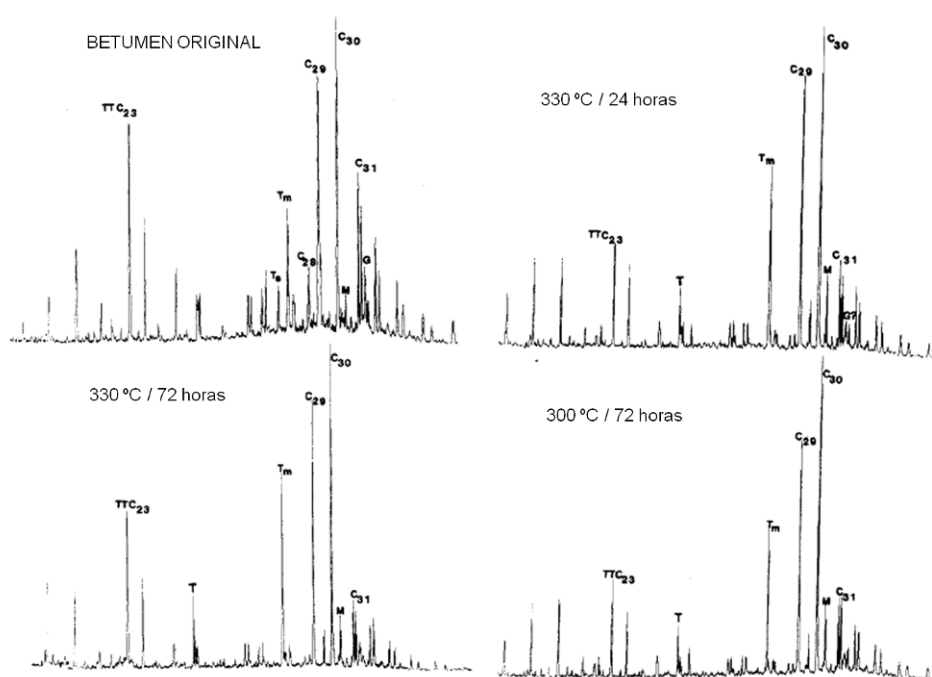 BETUMEN ORIGINAL
TTC23
Ts
Tm
C28
C29
C30
M
C31
G
330 ºC / 24 horas
TTC23
T
Tm
C29
C30
M
C31
G?
330 ºC / 72 horas
TTC23
T
Tm
C29
C30
M
C31
300 ºC / 72 horas
TTC23
T
Tm
C29
C30
M
C31